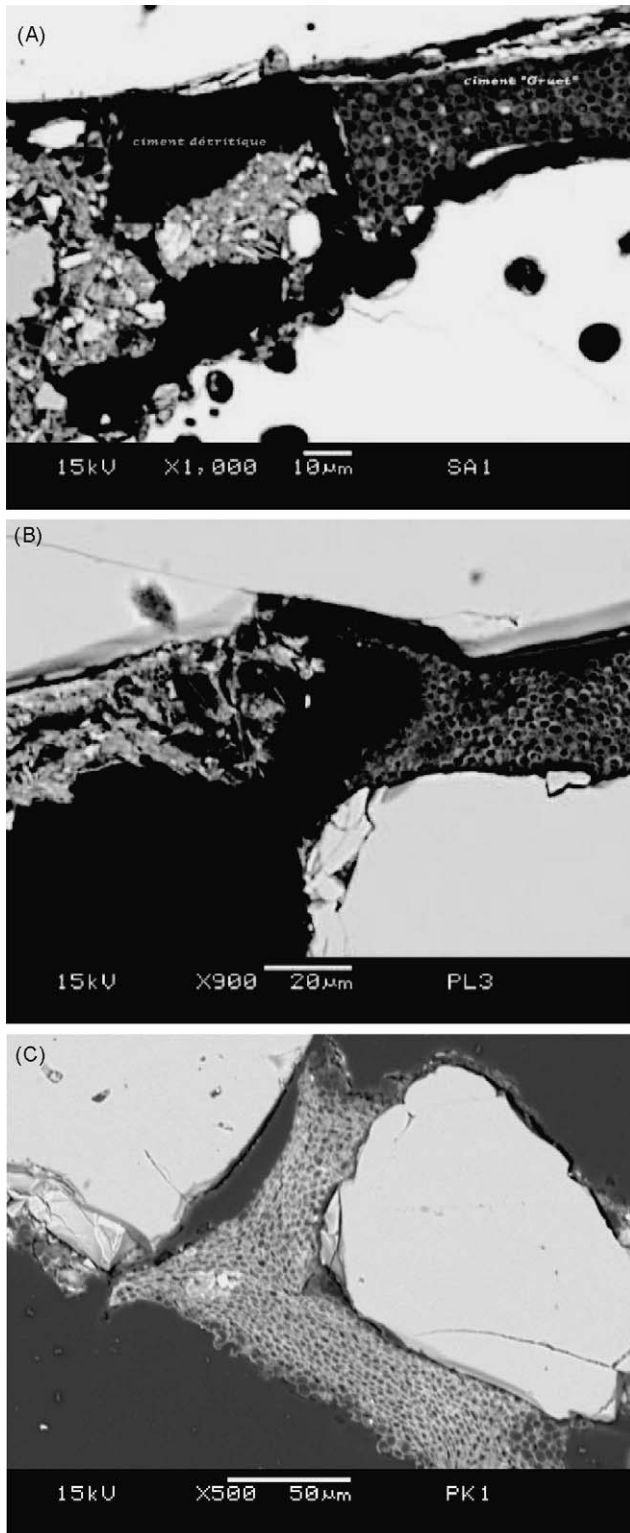 (A)
ciment "Gruet"
ciment détritique
15kV X1,000 10µm SA1
(B)
15kV X900 20µm PL3
(C)
15kV X500 50µm PK1